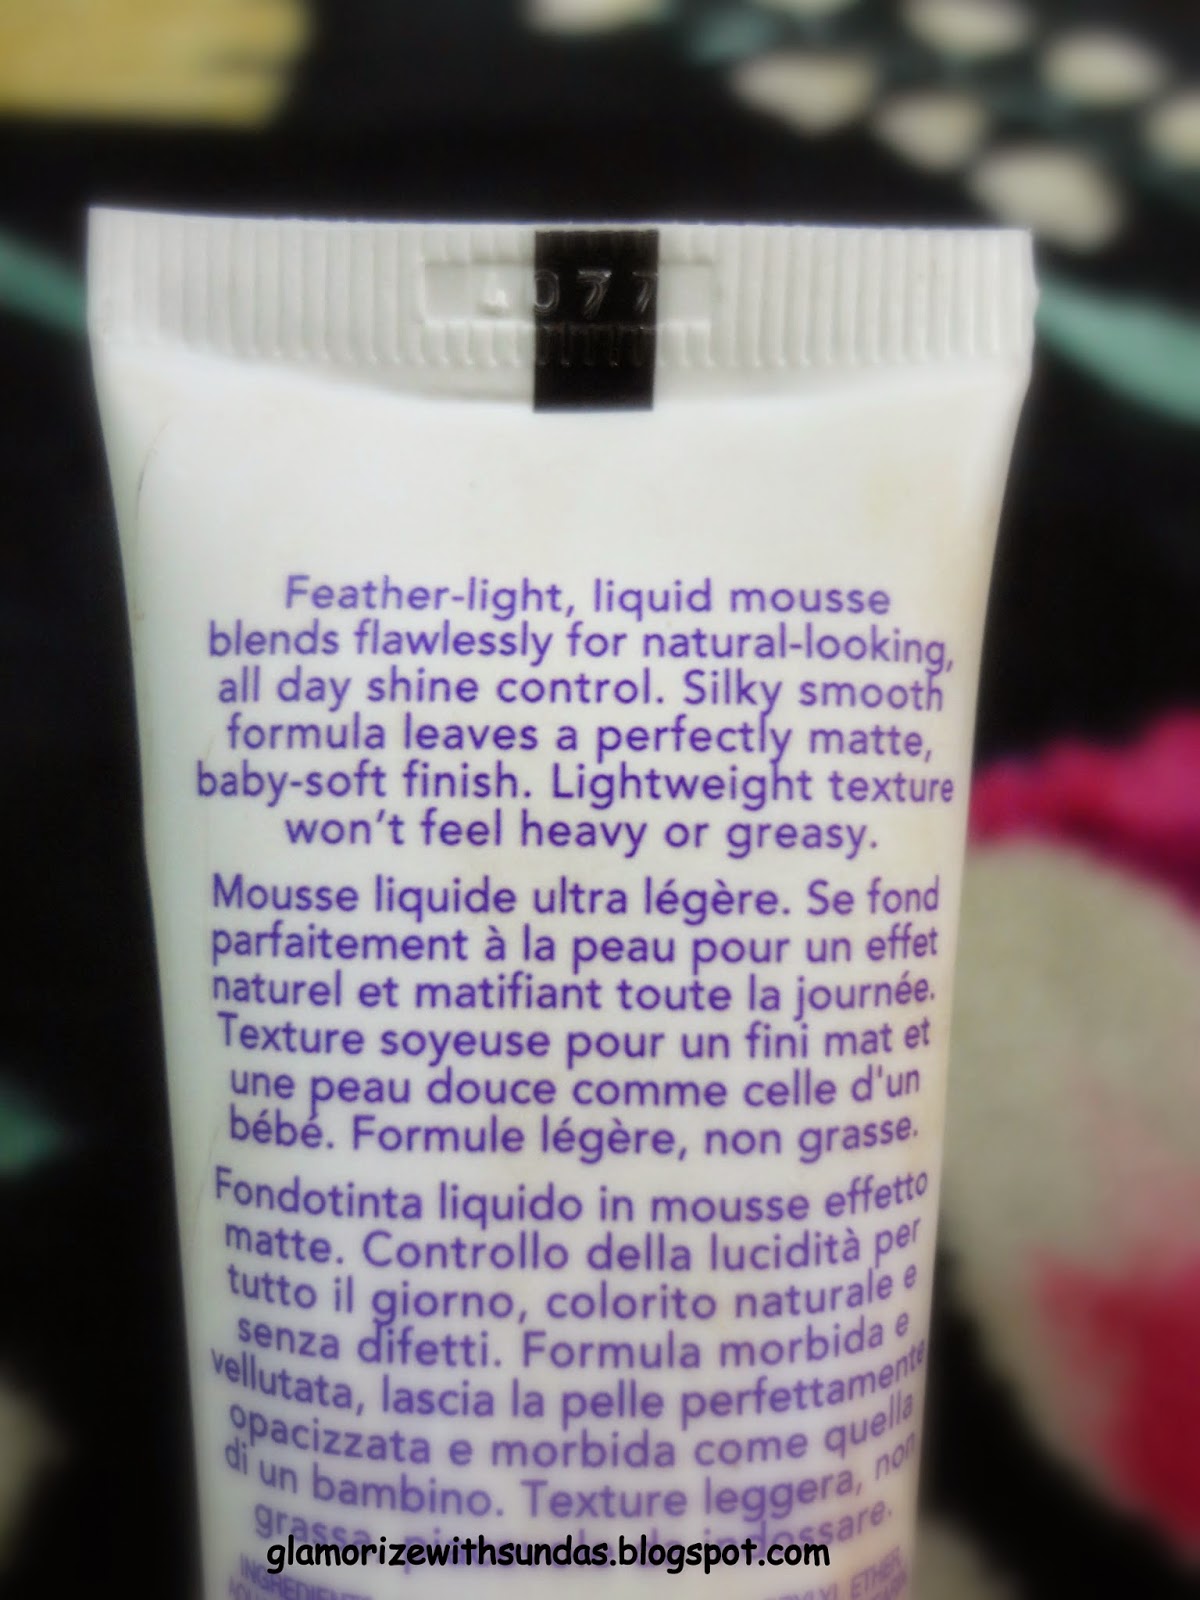 077
Feather-light, liquid mousse
blends flawlessly for natural-looking,
all day shine control. Silky smooth
formula leaves a perfectly matte,
baby-soft finish. Lightweight texture
won't feel heavy or greasy.
Mousse liquide ultra légère. Se fond
parfaitement à la peau pour un effet
naturel et matifiant toute la journée.
Texture soyeuse pour un fini mat et
une peau douce comme celle d'un
bébé. Formule légère, non grasse.
Fondotinta liquido in mousse effetto
matte. Controllo della lucidità per
tutto il giorno, colorito naturale e
senza difetti. Formula morbida e
vellutata, lascia la pelle perfettamente
opacizzata e morbida come quella
di un bambino. Texture leggera, non
grassa indossare.
glamorizewithsundas.blogspot.com
ETHER,